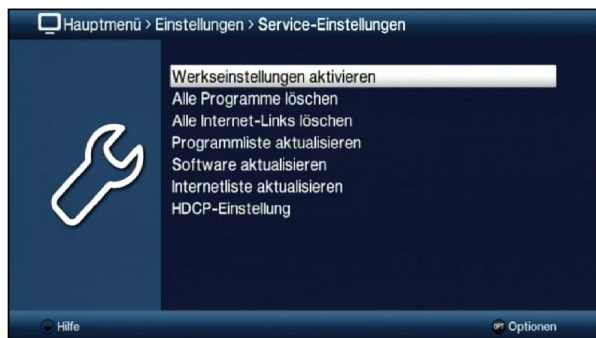 Hauptmenü > Einstellungen > Service-Einstellungen
Werkseinstellungen aktivieren
Alle Programme löschen
Alle Internet-Links löschen
Programmliste aktualisieren
Software aktualisieren
Internetliste aktualisieren
HDCP-Einstellung
Hilfe
OPT Optionen